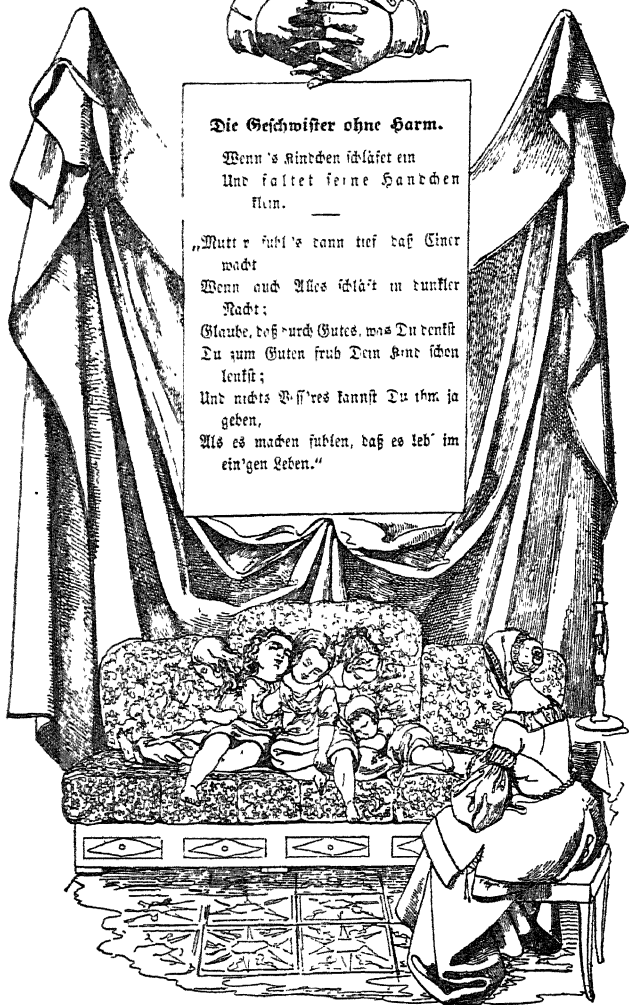 Die Geschwister ohne Harm.
Wenn 's Kindchen schläfet ein
Und faltet seine Händchen
klein.
„Mutter fühl's dann tief daß Einer
wacht
Wenn auch Alles schläft in dunkler
Nacht;
Glaube, daß durch Gutes, was Du denkst
Du zum Guten früh Dein Kind schon
lenkst;
Und nichts Bess'res kannst Du ihm ja
geben,
Als es machen fühlen, daß es leb' im
ein'gen Leben.“